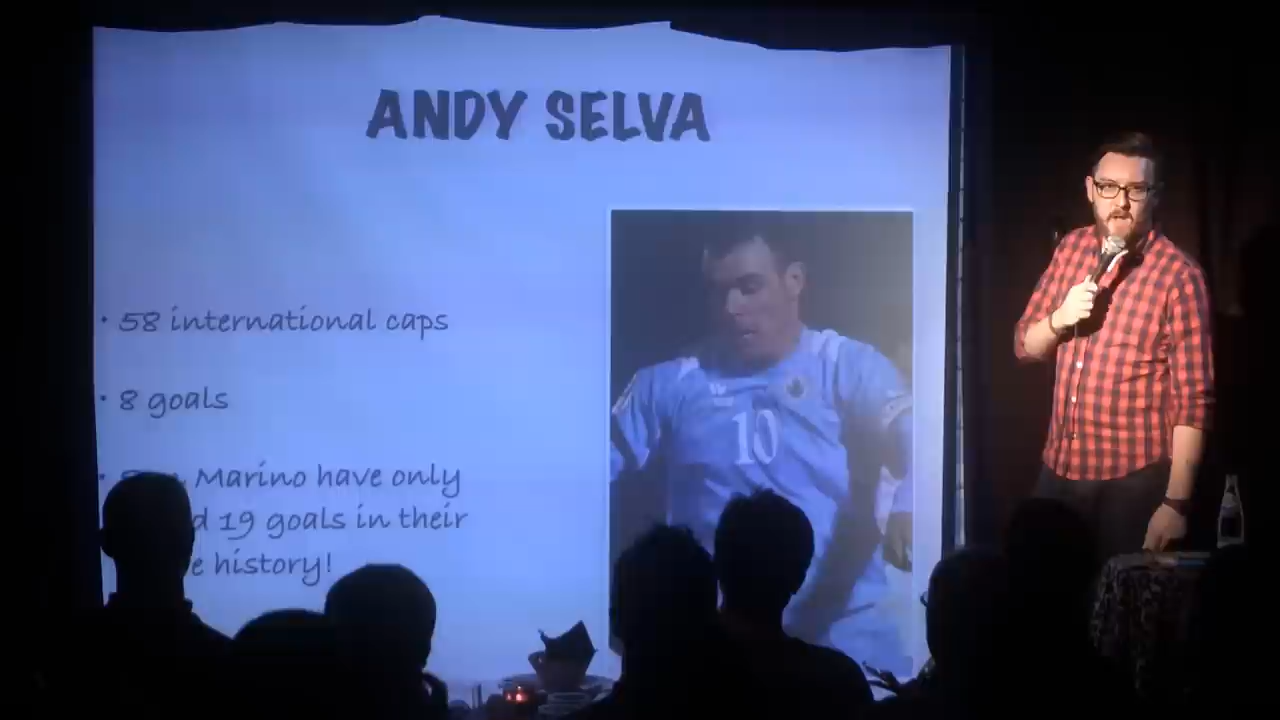 ANDY SELVA
• 58 international caps
• 8 goals
• Marino have only
19 goals in their
history!
10